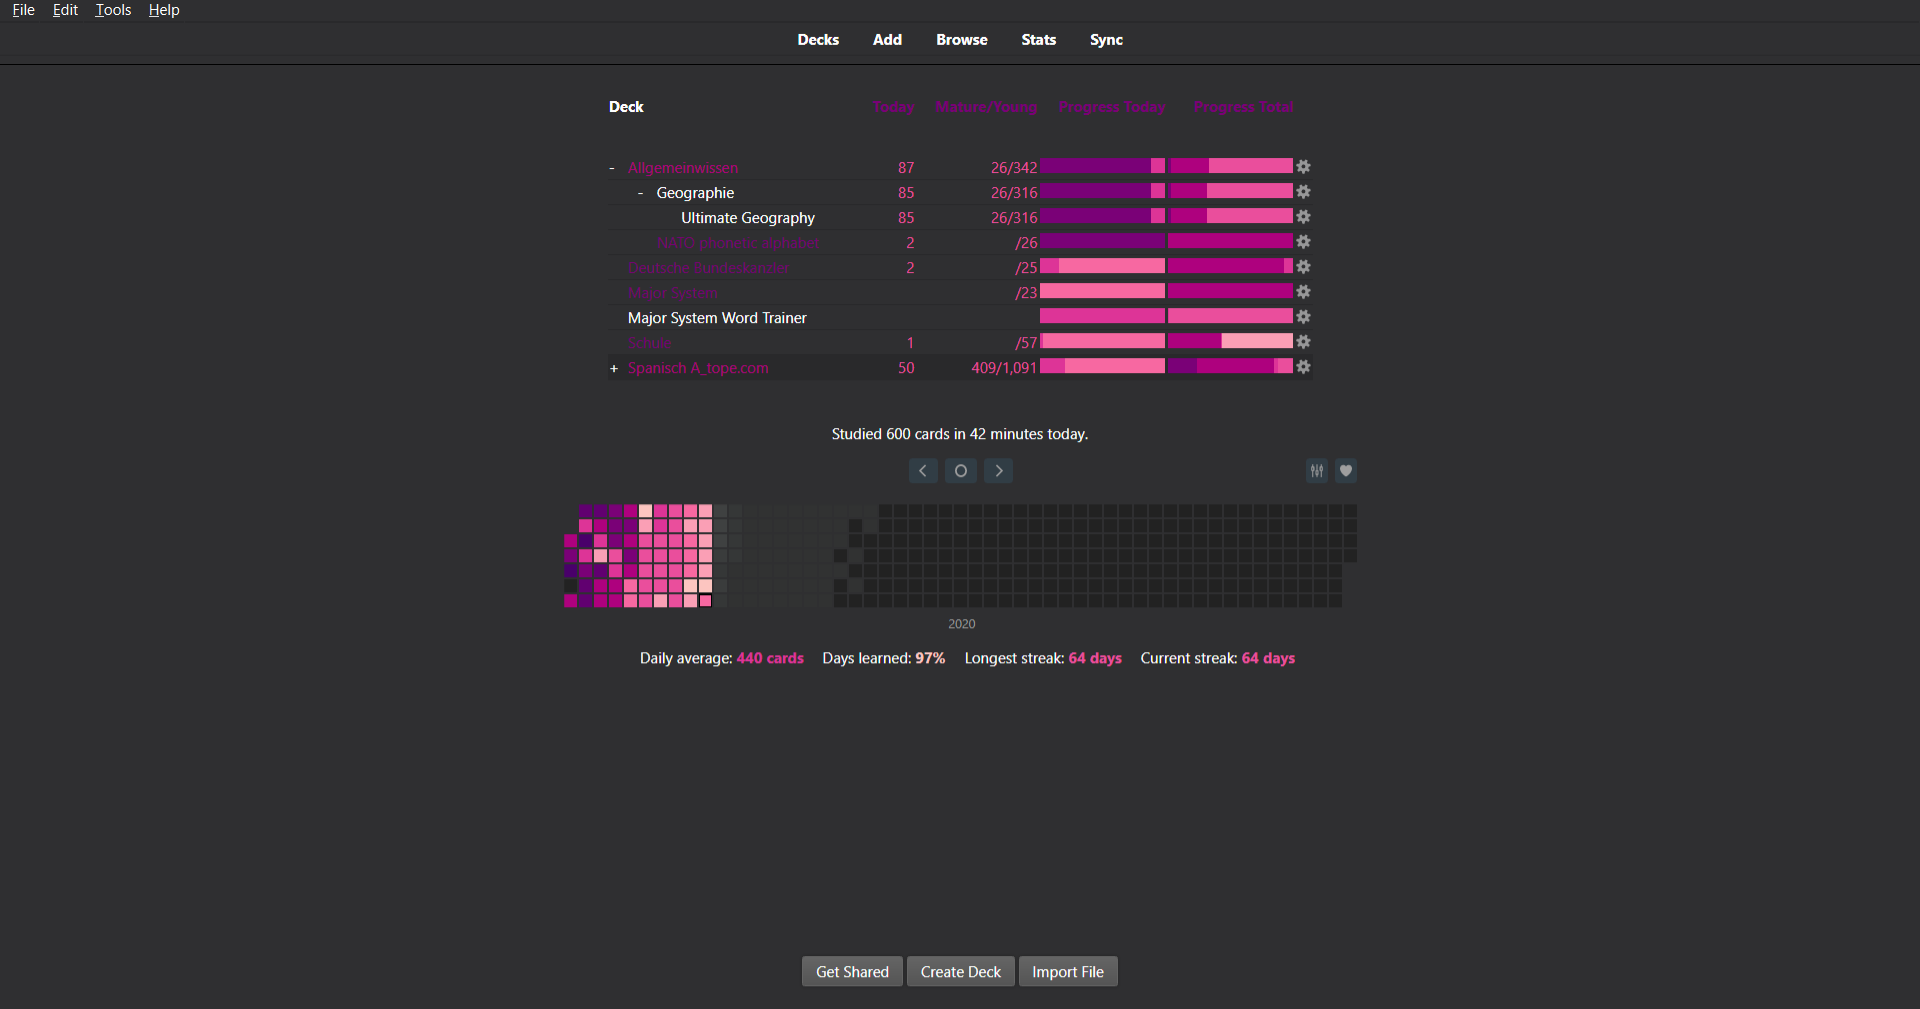 File Edit Tools Help
Decks Add Browse Stats Sync
Deck Today Mature/Young Progress Today Progress Total
- Allgemeinwissen 87 26/342
- Geographie 85 26/316
Ultimate Geography 85 26/316
NATO phonetic alphabet 2 /26
Deutsche Bundeskanzler 2 /25
Major System /23
Major System Word Trainer
Schule 1 /57
+ Spanisch A_tope.com 50 409/1,091
Studied 600 cards in 42 minutes today.
2020
Daily average: 440 cards Days learned: 97% Longest streak: 64 days Current streak: 64 days
Get Shared Create Deck Import File